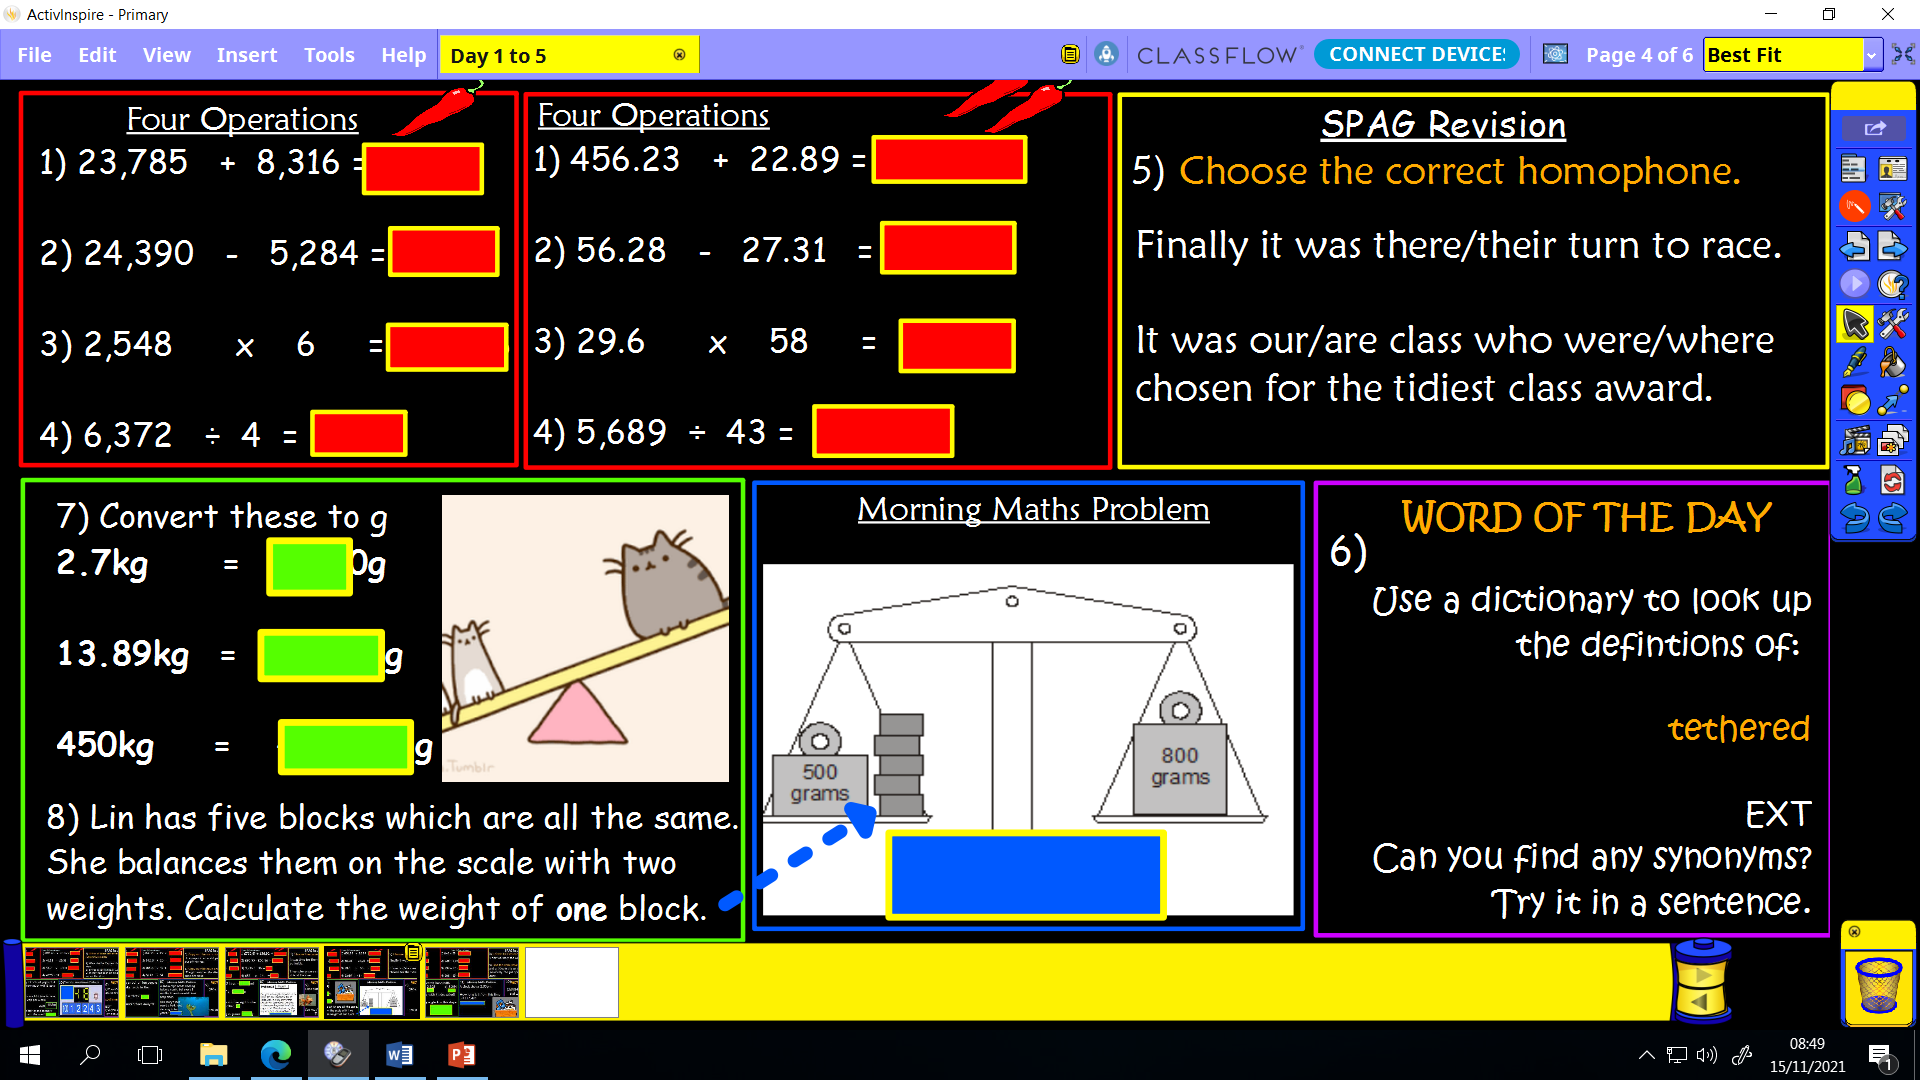 ActivInspire - Primary
File Edit View Insert Tools Help Day 1 to 5 CLASSFLOW CONNECT DEVICES Page 4 of 6 Best Fit
Four Operations
1) 23,785 + 8,316 =
2) 24,390 - 5,284 =
3) 2,548 x 6 =
4) 6,372 ÷ 4 =
Four Operations
1) 456.23 + 22.89 =
2) 56.28 - 27.31 =
3) 29.6 x 58 =
4) 5,689 ÷ 43 =
SPAG Revision
5) Choose the correct homophone.
Finally it was there/their turn to race.
It was our/are class who were/where
chosen for the tidiest class award.
7) Convert these to g
2.7kg = 0g
13.89kg = g
450kg = g
.Tumblr
8) Lin has five blocks which are all the same.
She balances them on the scale with two
weights. Calculate the weight of one block.
Morning Maths Problem
500
grams
800
grams
WORD OF THE DAY
6)
Use a dictionary to look up
the defintions of:
tethered
EXT
Can you find any synonyms?
Try it in a sentence.
08:49
15/11/2021
1